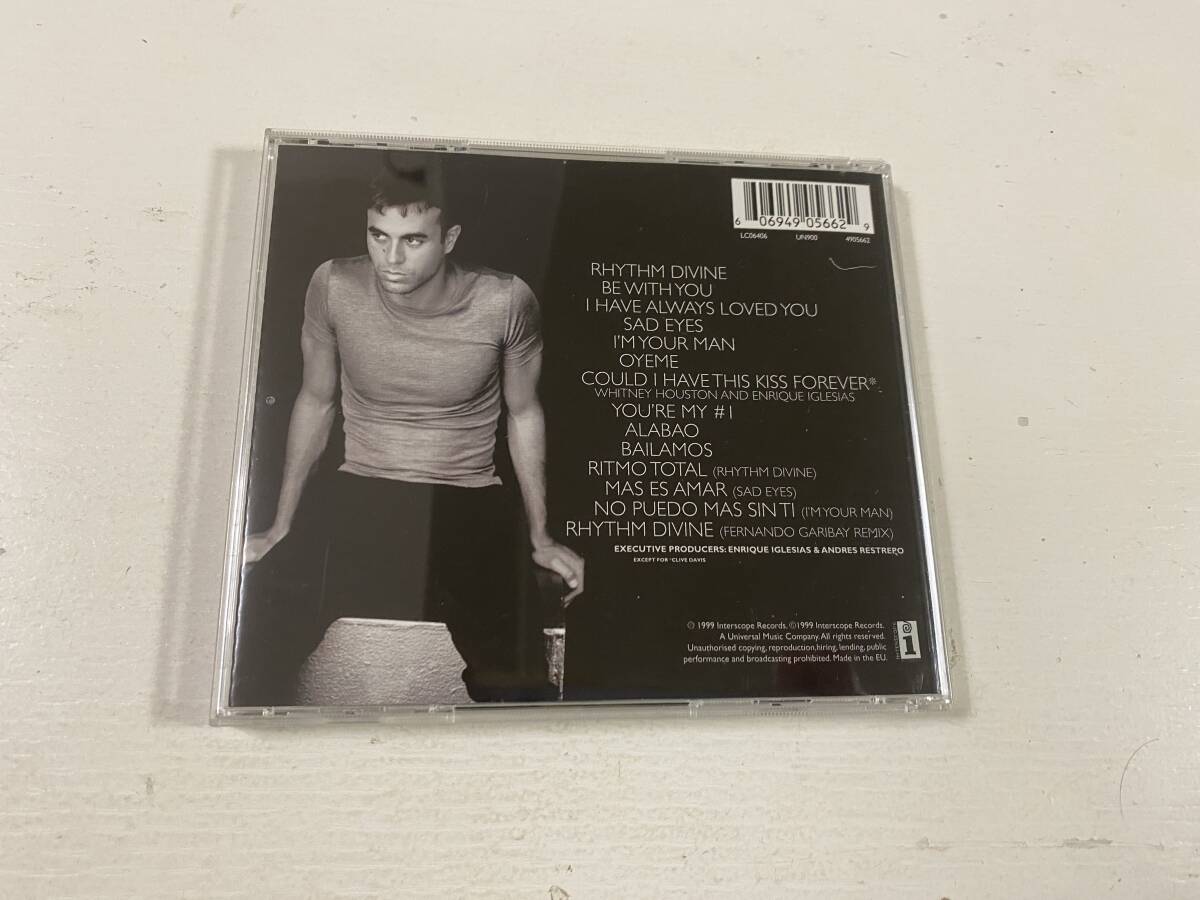 6 06949 05662 9
LC06406 UN900 4905662
RHYTHM DIVINE
BE WITH YOU
I HAVE ALWAYS LOVED YOU
SAD EYES
I'M YOUR MAN
OYEME
COULD I HAVE THIS KISS FOREVER*
WHITNEY HOUSTON AND ENRIQUE IGLESIAS
YOU'RE MY #1
ALABAO
BAILAMOS
RITMO TOTAL (RHYTHM DIVINE)
MAS ES AMAR (SAD EYES)
NO PUEDO MAS SIN TI (I'M YOUR MAN)
RHYTHM DIVINE (FERNANDO GARIBAY REMIX)
EXECUTIVE PRODUCERS: ENRIQUE IGLESIAS & ANDRES RESTREPO
EXCEPT FOR *CLIVE DAVIS
℗ 1999 Interscope Records. ©1999 Interscope Records.
A Universal Music Company. All rights reserved.
Unauthorised copying, reproduction, hiring, lending, public
performance and broadcasting prohibited. Made in the EU.
INTERSCOPE
i